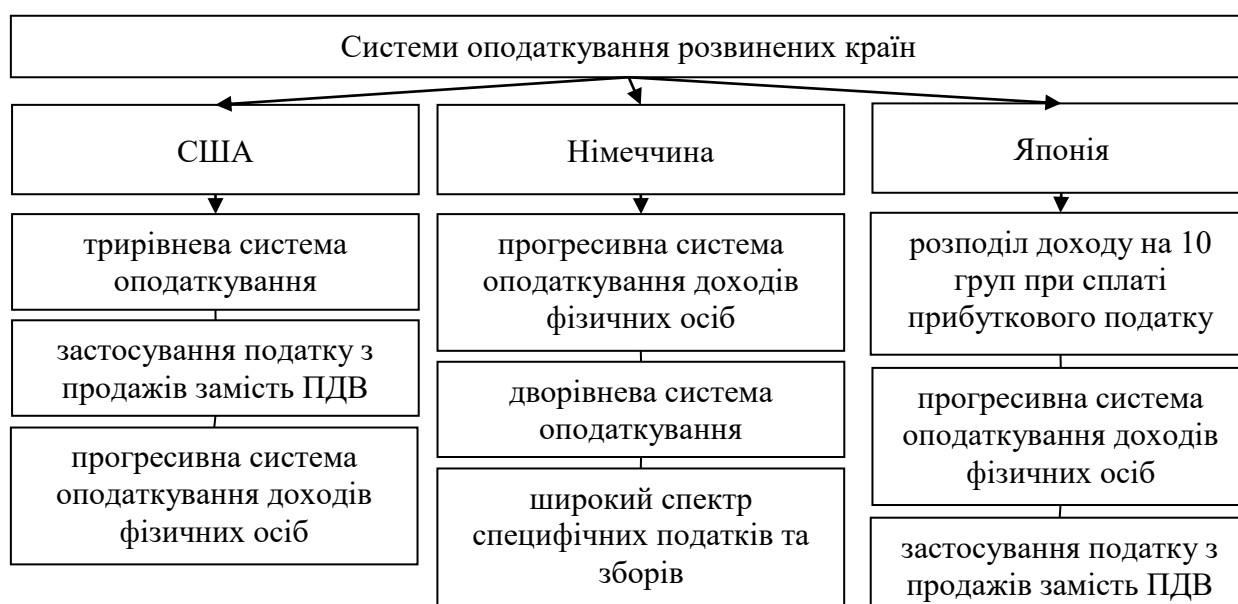 Системи оподаткування розвинених країн
США
трирівнева система
оподаткування
застосування податку з
продажів замість ПДВ
прогресивна система
оподаткування доходів
фізичних осіб
Німеччина
прогресивна система
оподаткування доходів
фізичних осіб
дворівнева система
оподаткування
широкий спектр
специфічних податків та
зборів
Японія
розподіл доходу на 10
груп при сплаті
прибуткового податку
прогресивна система
оподаткування доходів
фізичних осіб
застосування податку з
продажів замість ПДВ